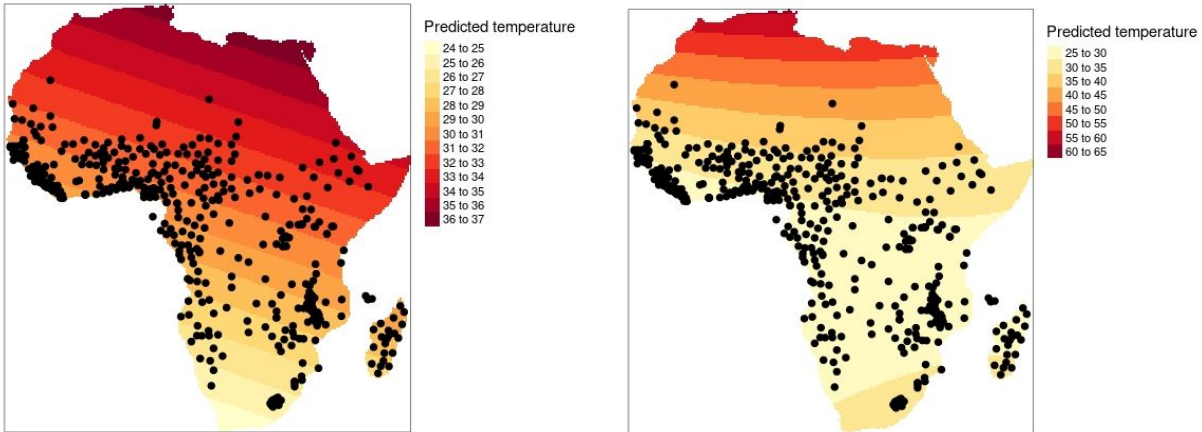 Predicted temperature
24 to 25
25 to 26
26 to 27
27 to 28
28 to 29
29 to 30
30 to 31
31 to 32
32 to 33
33 to 34
34 to 35
35 to 36
36 to 37
Predicted temperature
25 to 30
30 to 35
35 to 40
40 to 45
45 to 50
50 to 55
55 to 60
60 to 65